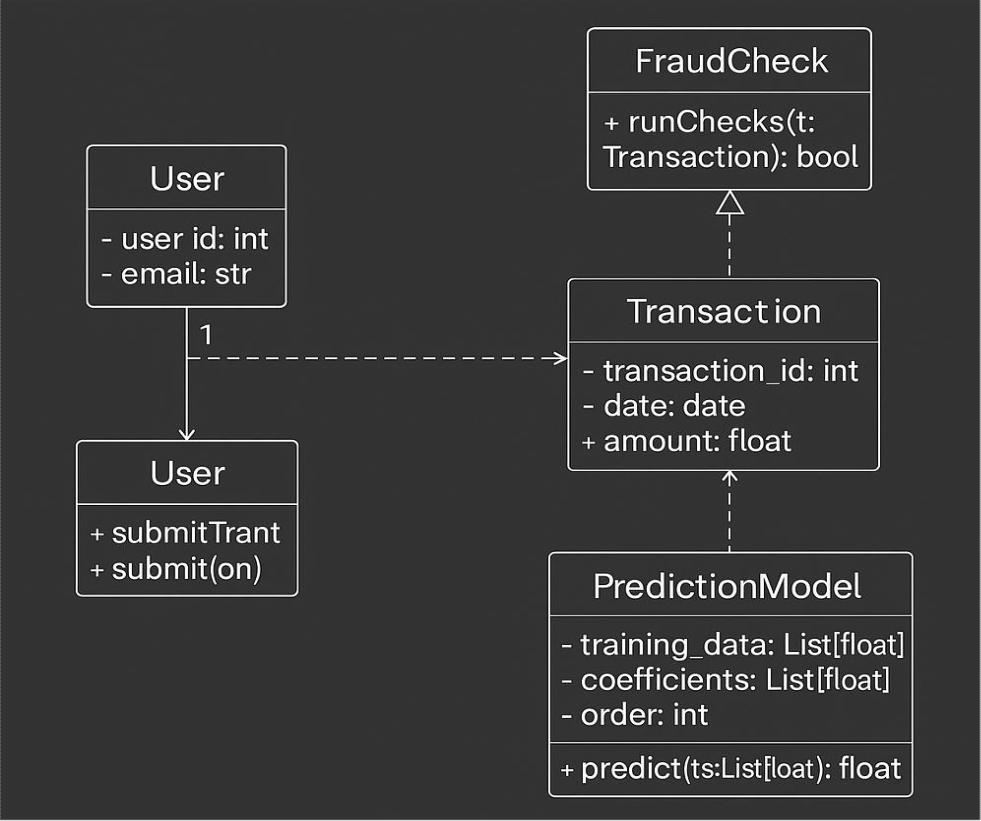 FraudCheck
+ runChecks(t:
Transaction): bool
User
- user id: int
- email: str
1
Transaction
- transaction_id: int
- date: date
+ amount: float
User
+ submitTrant
+ submit(on)
PredictionModel
- training_data: List[float]
- coefficients: List[float]
- order: int
+ predict(ts:List[loat): float